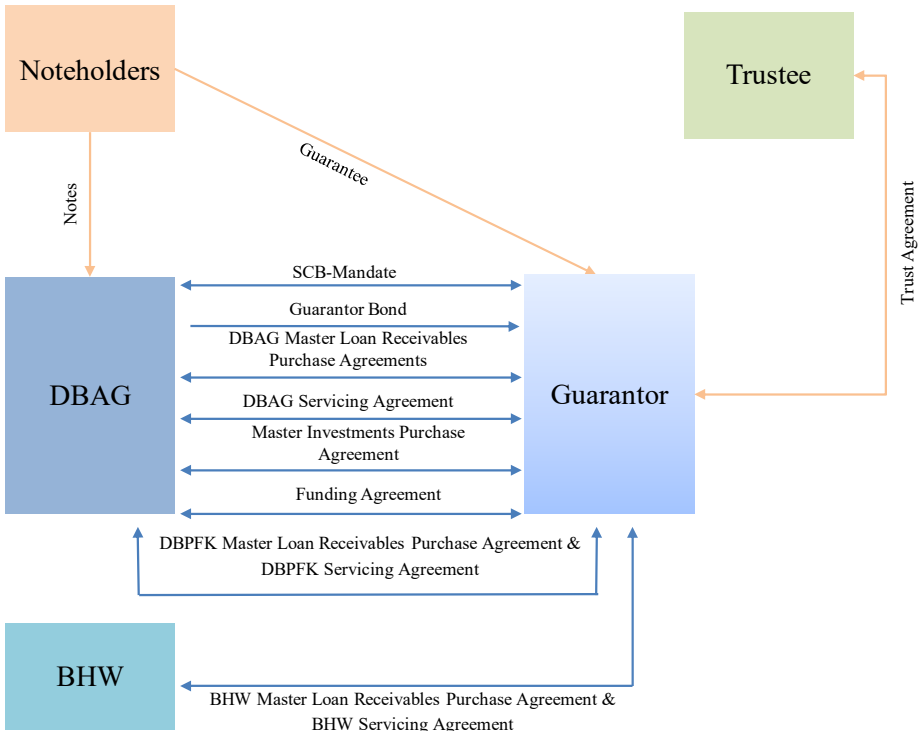 Noteholders
Trustee
Guarantee
Notes
Trust Agreement
SCB-Mandate
Guarantor Bond
DBAG Master Loan Receivables
Purchase Agreements
DBAG
Guarantor
DBAG Servicing Agreement
Master Investments Purchase
Agreement
Funding Agreement
DBPFK Master Loan Receivables Purchase Agreement &
DBPFK Servicing Agreement
BHW
BHW Master Loan Receivables Purchase Agreement &
BHW Servicing Agreement